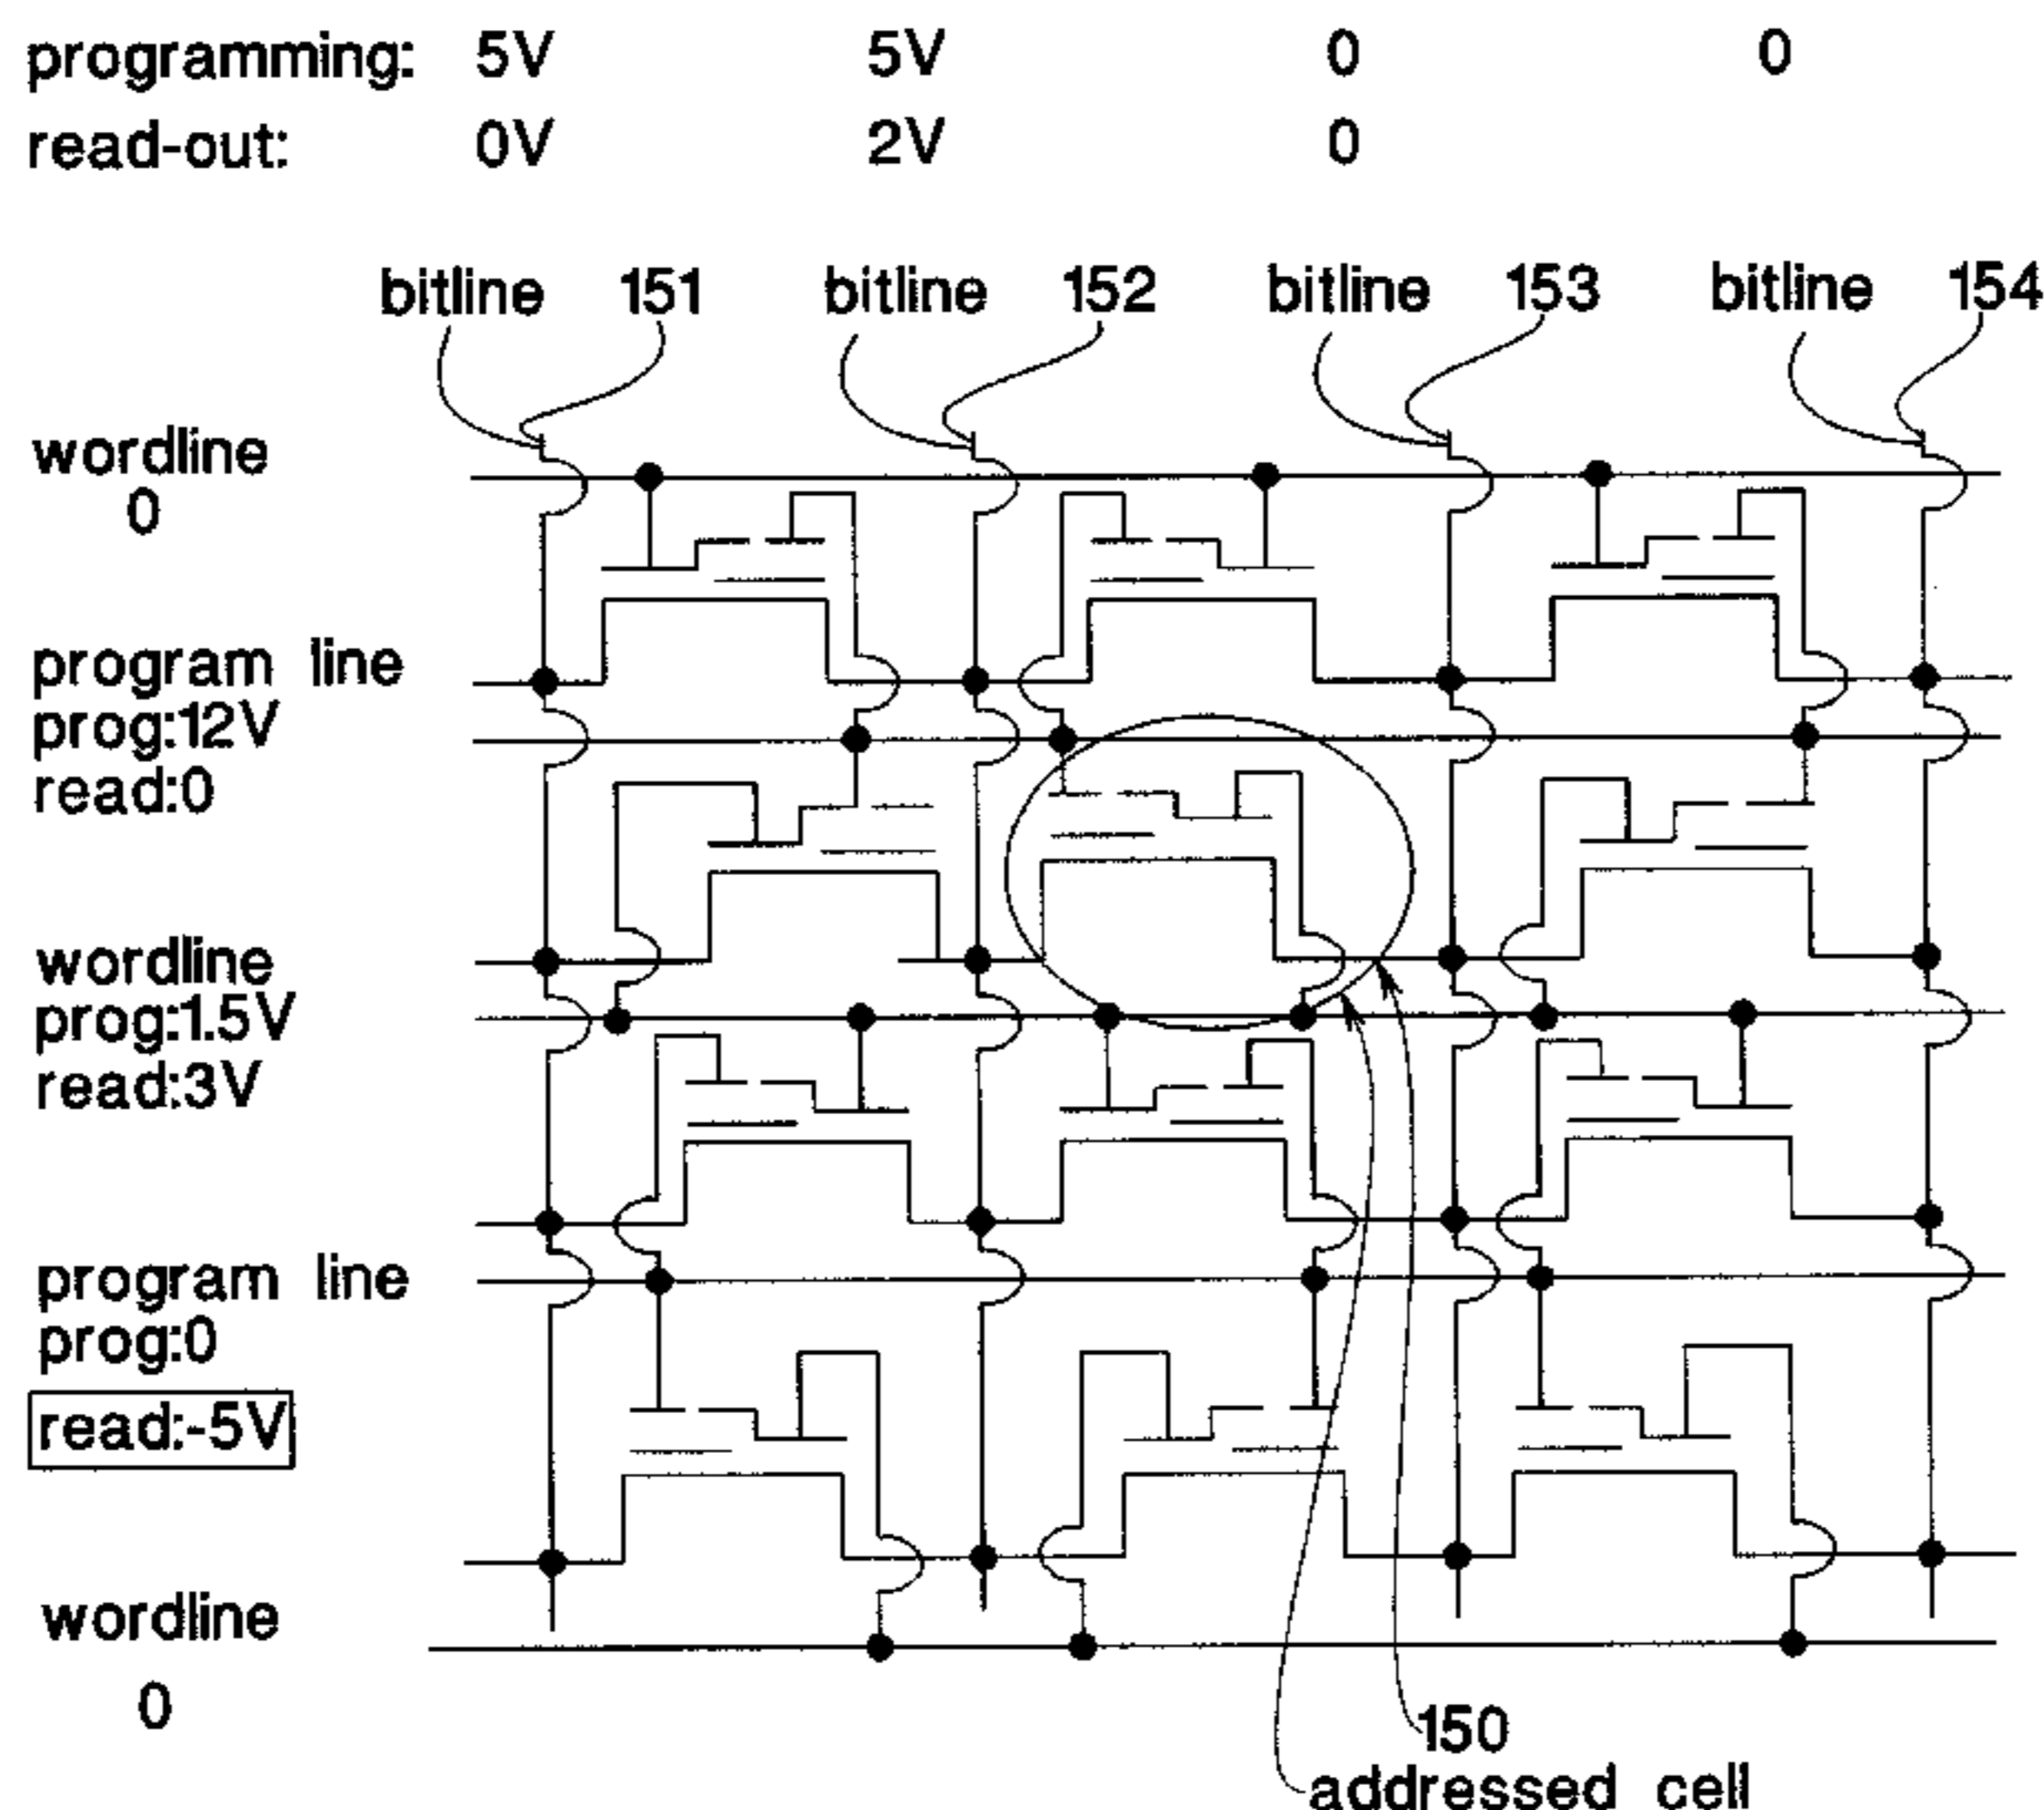 programming: 5V 5V 0 0
read-out: 0V 2V 0
bitline 151 bitline 152 bitline 153 bitline 154
wordline
0
program line
prog:12V
read:0
wordline
prog:1.5V
read:3V
program line
prog:0
read:-5V
wordline
0
150
addressed cell